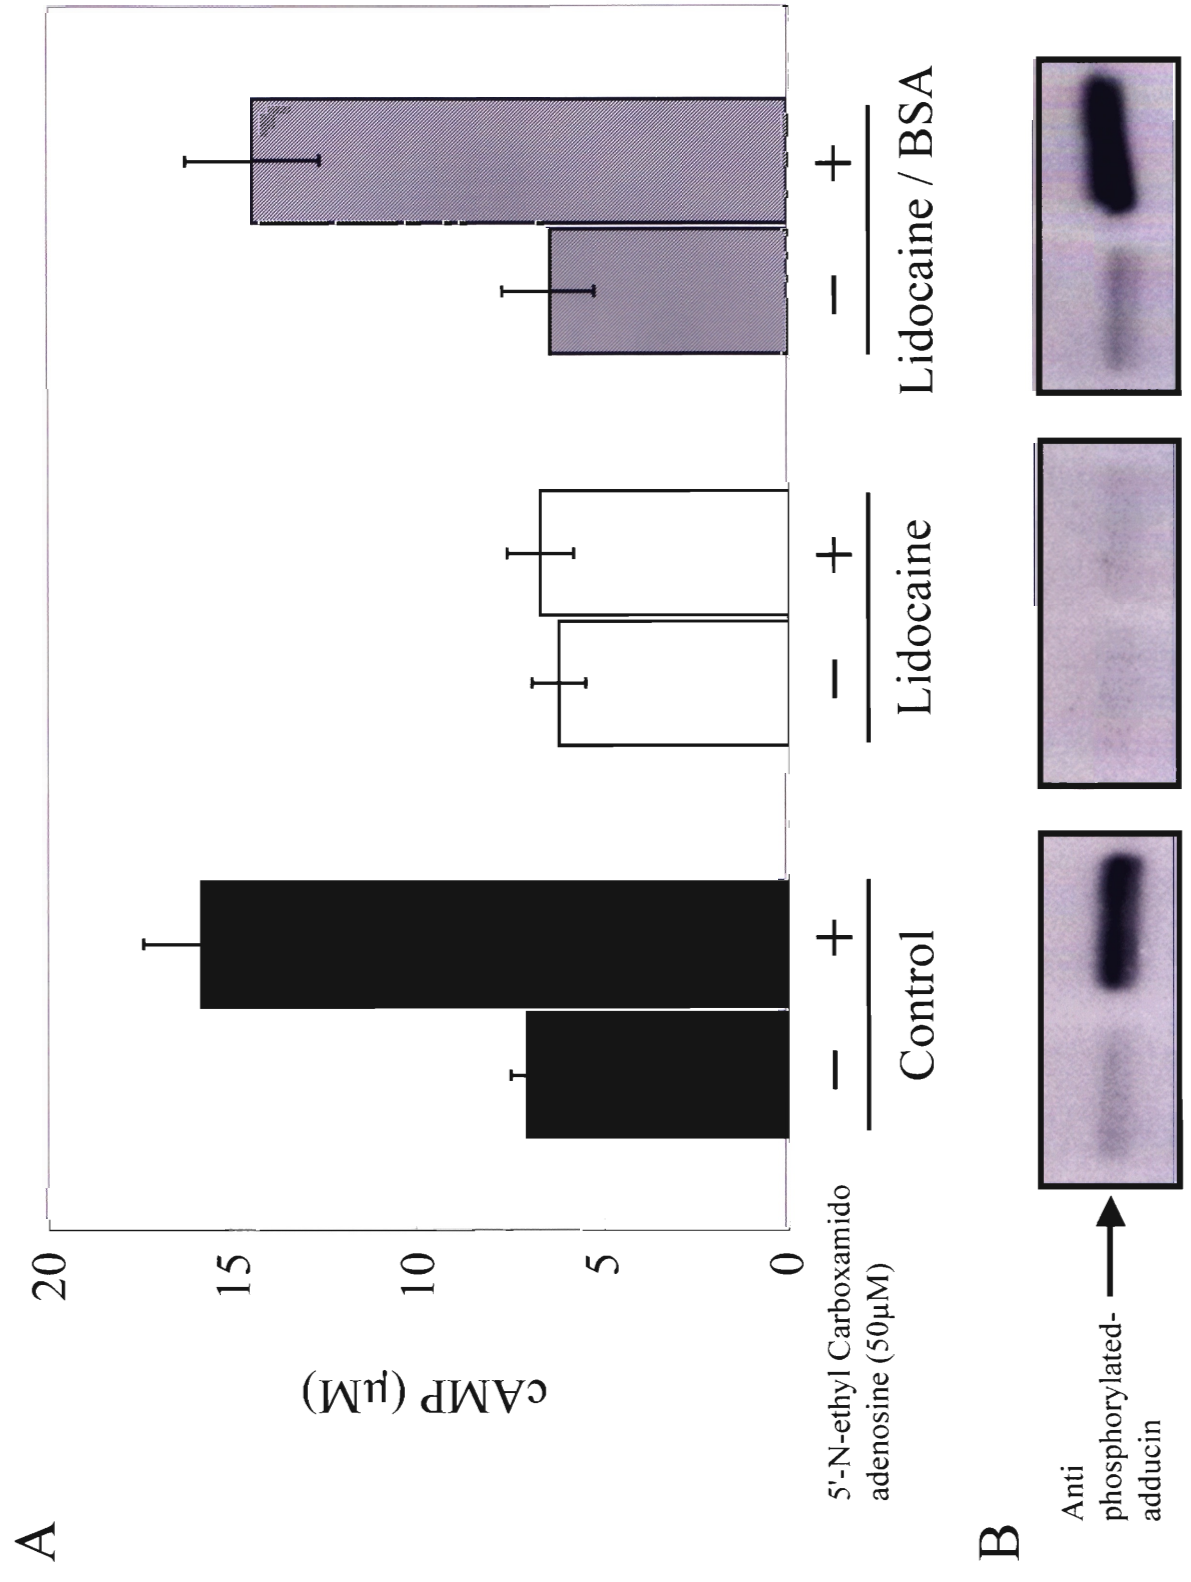 A
20
15
10
5
0
cAMP (µM)
5'-N-ethyl Carboxamido
adenosine (50µM)
− + − + − +
Control Lidocaine Lidocaine / BSA
B
Anti
phosphorylated-
adducin